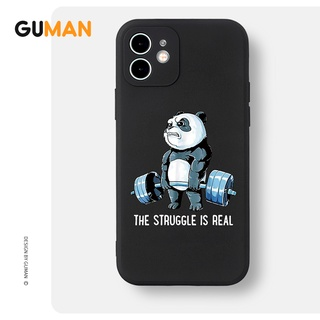 GUMAN
THE STRUGGLE IS REAL
DESIGN BY GUMAN ©